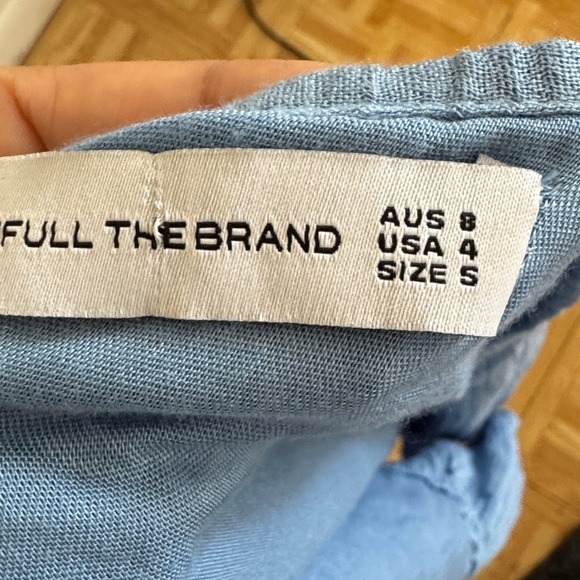 FULL THE BRAND
AUS 8
USA 4
SIZE S